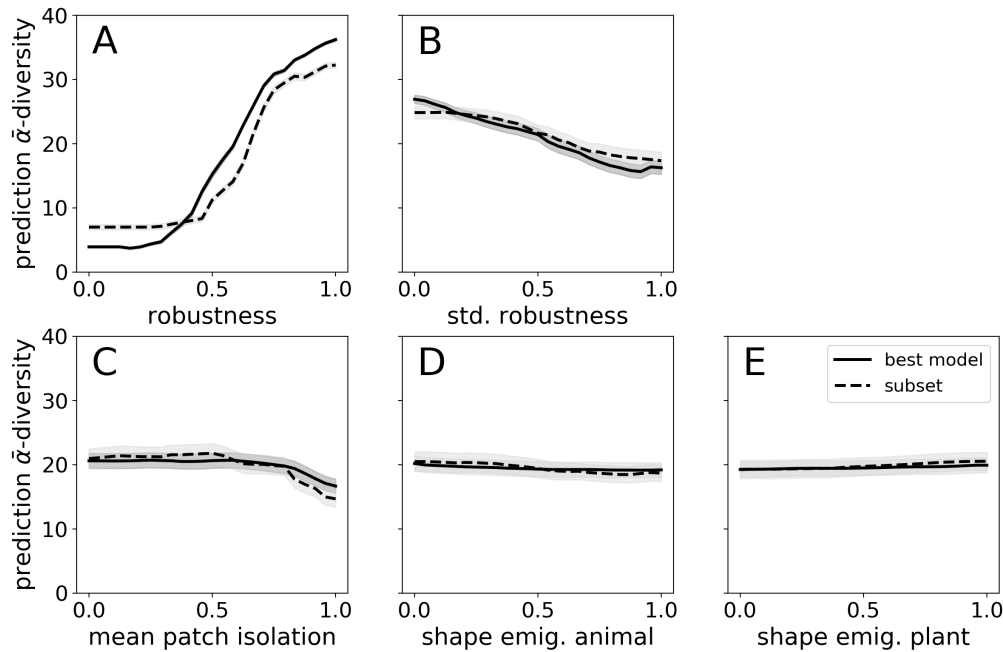 40
30
20
10
0
prediction ᾱ-diversity
A
0.0 0.5 1.0
robustness
B
0.0 0.5 1.0
std. robustness
40
30
20
10
0
prediction ᾱ-diversity
C
0.0 0.5 1.0
mean patch isolation
D
0.0 0.5 1.0
shape emig. animal
E
best model
subset
0.0 0.5 1.0
shape emig. plant